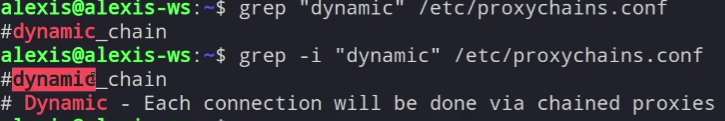 alexis@alexis-ws:~$ grep "dynamic" /etc/proxychains.conf
#dynamic_chain
alexis@alexis-ws:~$ grep -i "dynamic" /etc/proxychains.conf
#dynamic_chain
# Dynamic - Each connection will be done via chained proxies